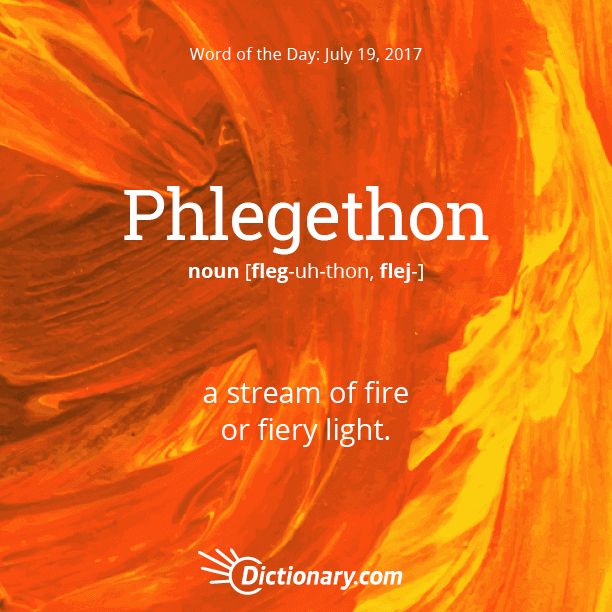 Word of the Day: July 19, 2017
Phlegethon
noun [fleg-uh-thon, flej-]
a stream of fire
or fiery light.
Dictionary.com